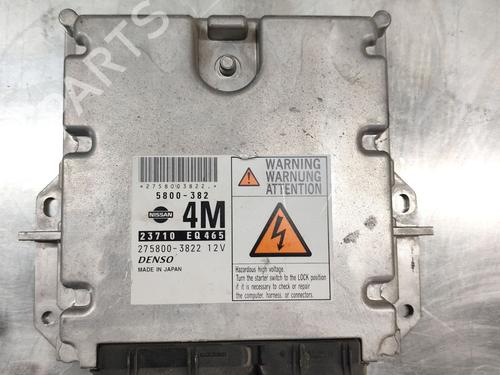 PARTS
*2758003822.*
5800-382
NISSAN
4M
23710 EQ465
275800-3822 12V
DENSO
MADE IN JAPAN
WARNING
WARNUNG
ATTENTION
Hazardous high voltage.
Turn the starter switch to the LOCK position
if it is necessary to check or repair
the computer, harness, or connectors.